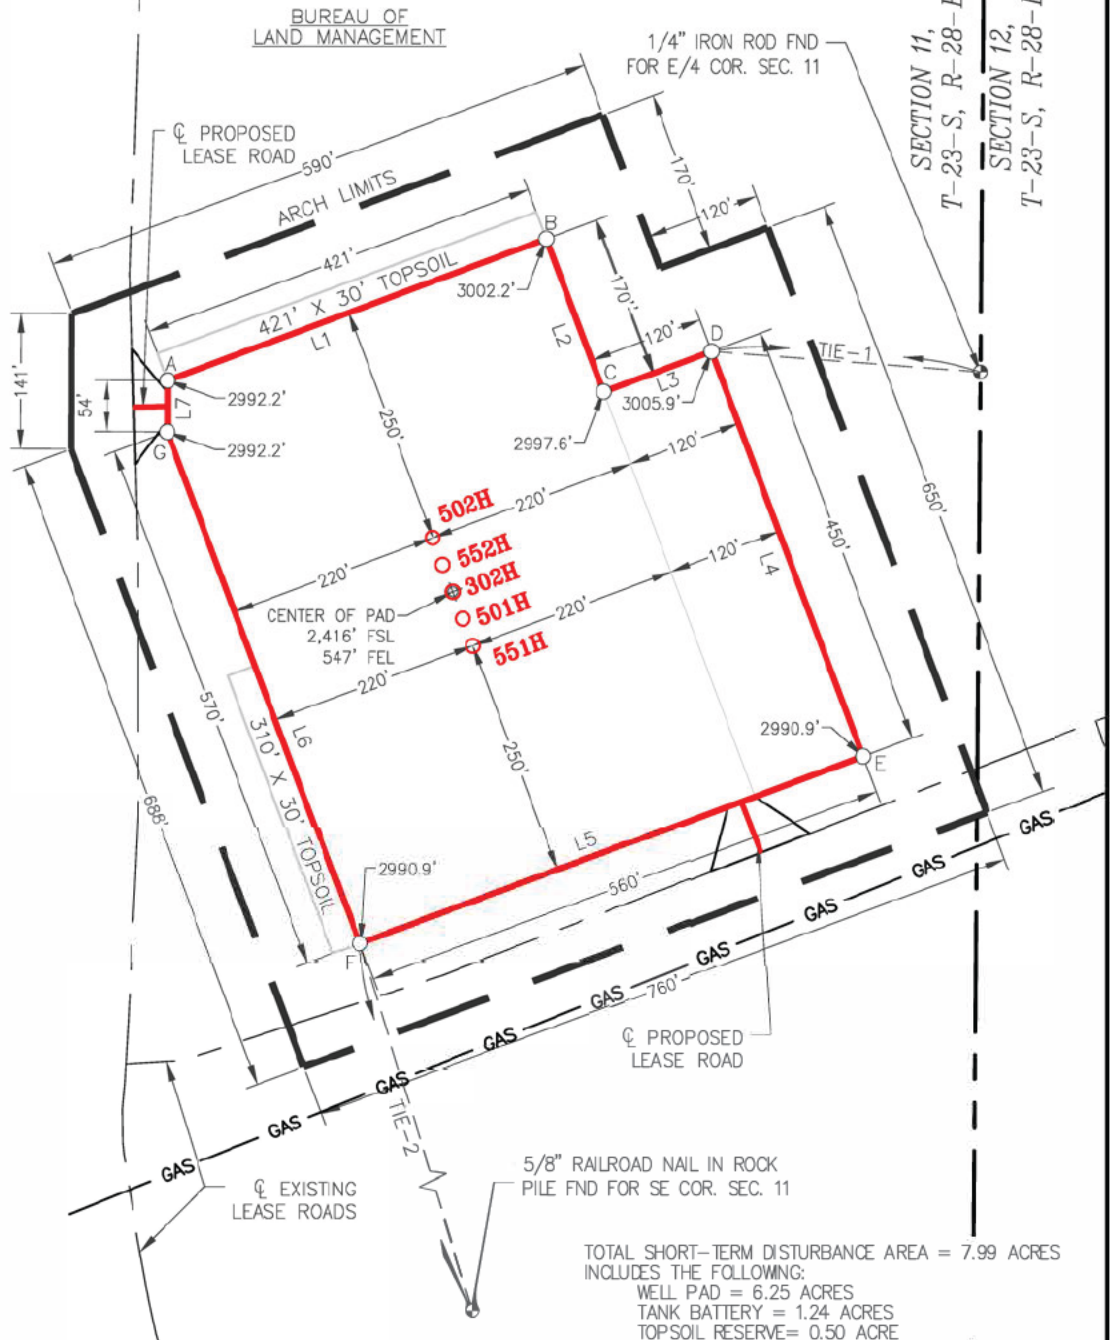 BUREAU OF
LAND MANAGEMENT
1/4" IRON ROD FND
FOR E/4 COR. SEC. 11
SECTION 11,
T-23-S, R-28-E
SECTION 12,
T-23-S, R-28-E
℄ PROPOSED
LEASE ROAD
590'
ARCH LIMITS
170'
120'
421'
421' X 30' TOPSOIL
L1
B
3002.2'
170'
L2
120'
D
TIE-1
A
141'
54'
L7
2992.2'
C
L3
3005.9'
G
2992.2'
250'
2997.6'
120'
650'
220'
502H
552H
220'
302H
120'
450'
L4
CENTER OF PAD
2,416' FSL
547' FEL
501H
220'
551H
220'
570'
310' X 30' TOPSOIL
L6
250'
2990.9'
E
686'
2990.9'
L5
560'
GAS
GAS
GAS
GAS
GAS
760'
F
GAS
GAS
GAS
GAS
℄ PROPOSED
LEASE ROAD
TIE-2
5/8" RAILROAD NAIL IN ROCK
PILE FND FOR SE COR. SEC. 11
℄ EXISTING
LEASE ROADS
TOTAL SHORT-TERM DISTURBANCE AREA = 7.99 ACRES
INCLUDES THE FOLLOWING:
WELL PAD = 6.25 ACRES
TANK BATTERY = 1.24 ACRES
TOPSOIL RESERVE= 0.50 ACRE